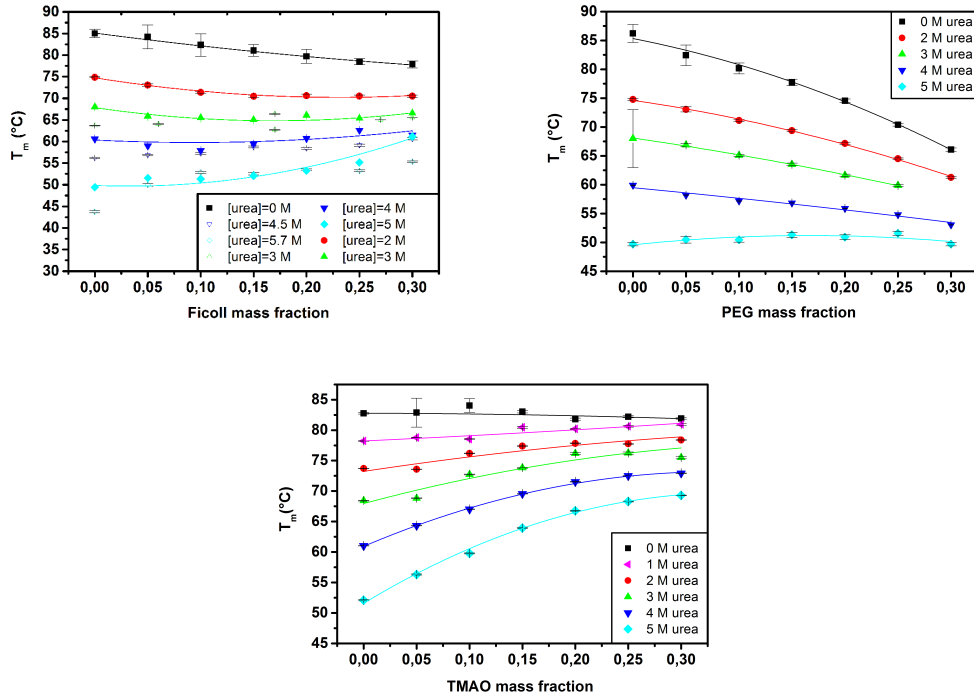 90
85
80
75
70
65
60
55
50
45
40
35
30
Tm (°C)
[urea]=0 M
[urea]=4 M
[urea]=4.5 M
[urea]=5 M
[urea]=5.7 M
[urea]=2 M
[urea]=3 M
[urea]=3 M
0,00 0,05 0,10 0,15 0,20 0,25 0,30
Ficoll mass fraction
90
85
80
75
70
65
60
55
50
45
Tm (°C)
0 M urea
2 M urea
3 M urea
4 M urea
5 M urea
0,00 0,05 0,10 0,15 0,20 0,25 0,30
PEG mass fraction
85
80
75
70
65
60
55
50
45
Tm (°C)
0 M urea
1 M urea
2 M urea
3 M urea
4 M urea
5 M urea
0,00 0,05 0,10 0,15 0,20 0,25 0,30
TMAO mass fraction